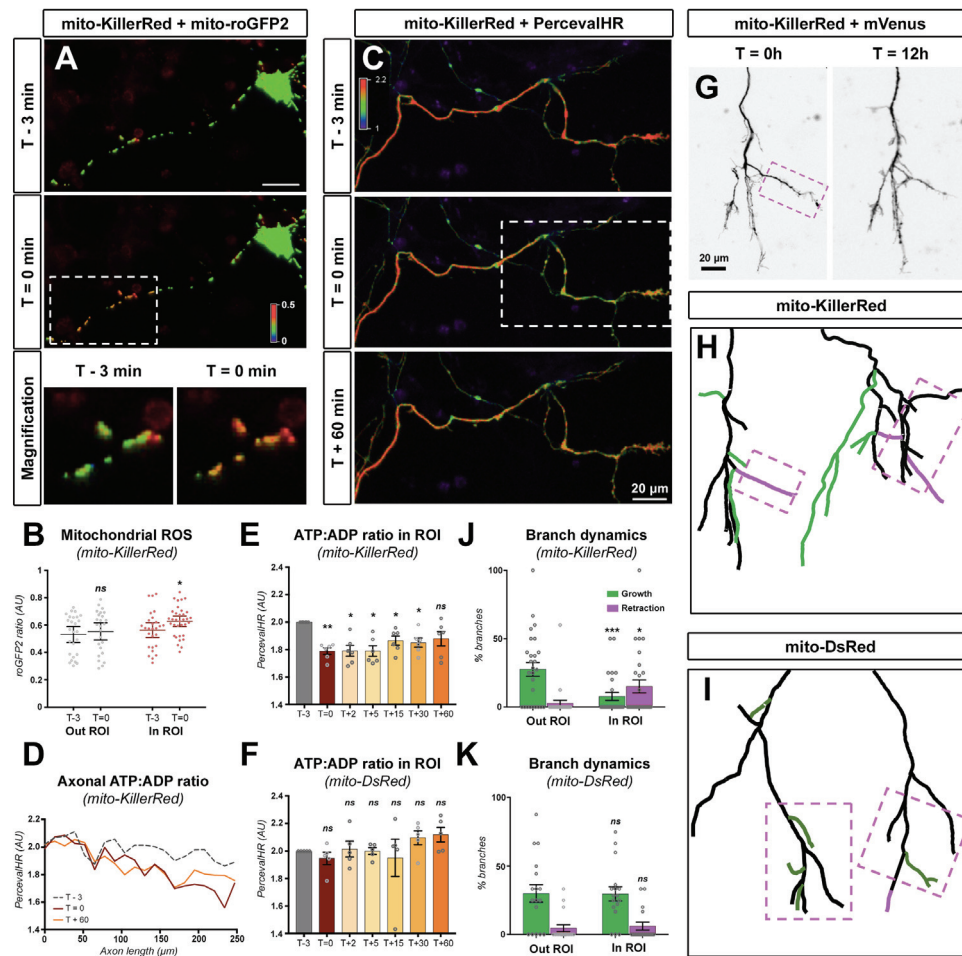 mito-KillerRed + mito-roGFP2
A
T - 3 min
T = 0 min
0.5
0
T - 3 min
T = 0 min
Magnification
mito-KillerRed + PercevalHR
C
2.2
1
T - 3 min
T = 0 min
T + 60 min
20 µm
mito-KillerRed + mVenus
T = 0h
T = 12h
G
20 µm
mito-KillerRed
H
mito-DsRed
I
B
Mitochondrial ROS
(mito-KillerRed)
roGFP2 ratio (AU)
1
0.8
0.6
0.4
0.2
0
ns
*
T-3
T=0
T-3
T=0
Out ROI
In ROI
D
Axonal ATP:ADP ratio
(mito-KillerRed)
PercevalHR (AU)
2.2
2.0
1.8
1.6
1.4
T - 3
T = 0
T + 60
0
50
100
150
200
250
Axon length (µm)
E
ATP:ADP ratio in ROI
(mito-KillerRed)
PercevalHR (AU)
2.2
2.0
1.8
1.6
1.4
**
*
*
*
*
ns
T-3
T=0
T+2
T+5
T+15
T+30
T+60
F
ATP:ADP ratio in ROI
(mito-DsRed)
PercevalHR (AU)
2.2
2.0
1.8
1.6
1.4
ns
ns
ns
ns
ns
ns
T-3
T=0
T+2
T+5
T+15
T+30
T+60
J
Branch dynamics
(mito-KillerRed)
% branches
100
50
0
Growth
Retraction
***
*
Out ROI
In ROI
K
Branch dynamics
(mito-DsRed)
% branches
100
50
0
ns
ns
Out ROI
In ROI